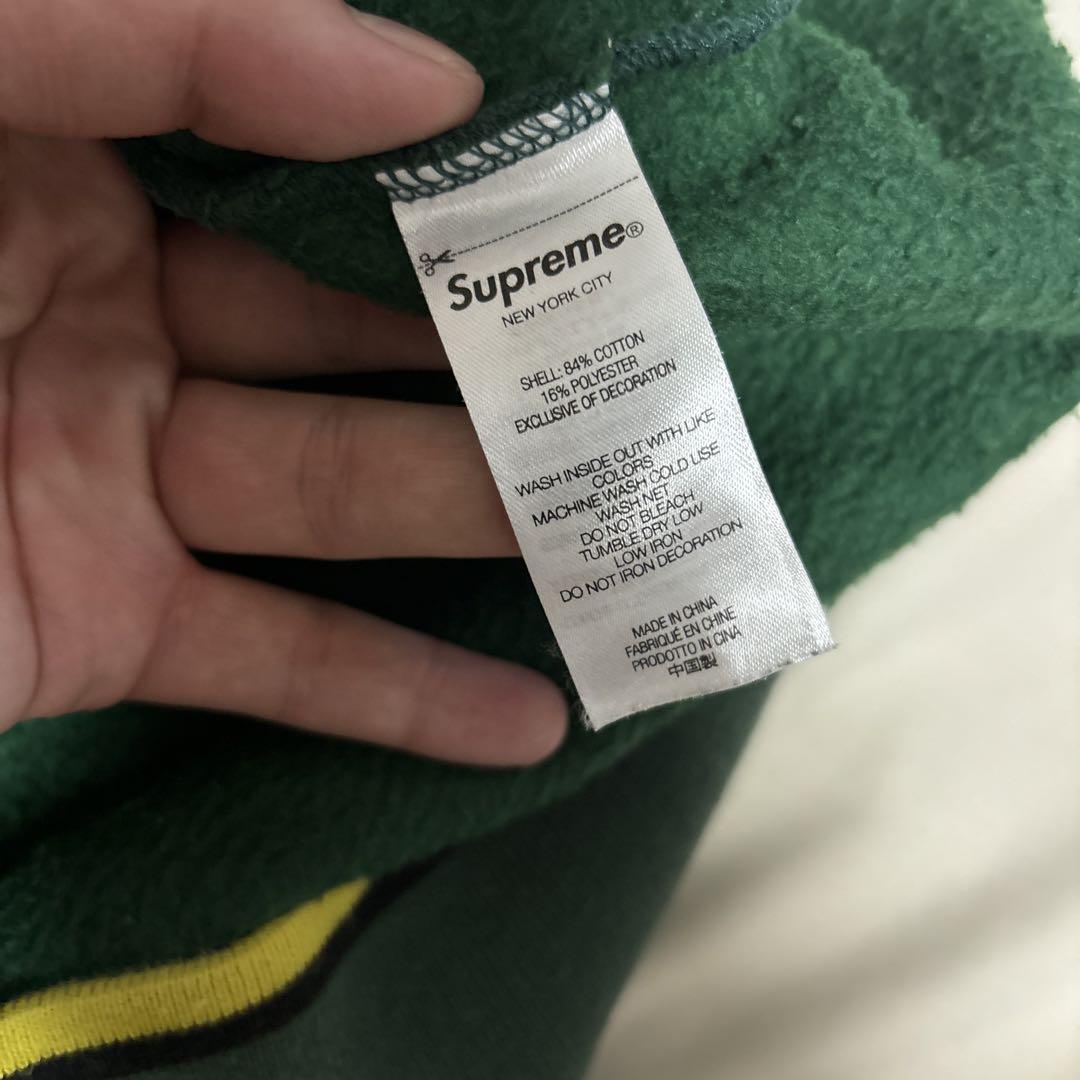 Supreme®
NEW YORK CITY
SHELL: 84% COTTON
16% POLYESTER
EXCLUSIVE OF DECORATION
WASH INSIDE OUT WITH LIKE
COLORS
MACHINE WASH COLD USE
WASH NET
DO NOT BLEACH
TUMBLE DRY LOW
LOW IRON
DO NOT IRON DECORATION
MADE IN CHINA
FABRIQUÉ EN CHINE
PRODOTTO IN CINA
中国製